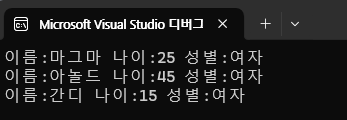 Microsoft Visual Studio 디버그
이름:마그마 나이:25 성별:여자
이름:아놀드 나이:45 성별:여자
이름:간디 나이:15 성별:여자